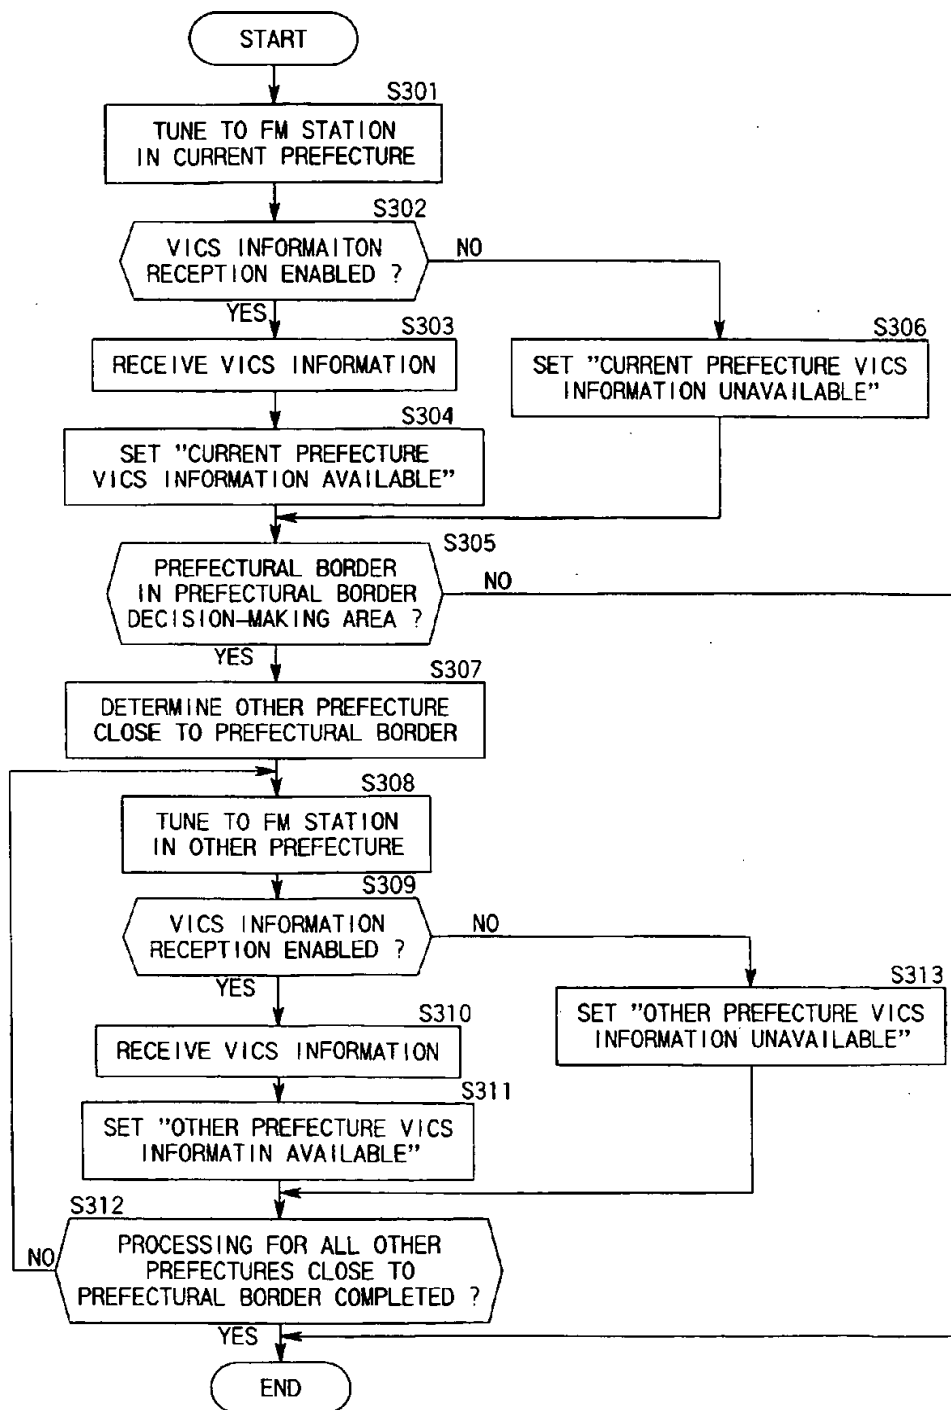 START
S301
TUNE TO FM STATION
IN CURRENT PREFECTURE
S302
VICS INFORMAITON
RECEPTION ENABLED ?
NO
YES
S303
RECEIVE VICS INFORMATION
S306
SET "CURRENT PREFECTURE VICS
INFORMATION UNAVAILABLE"
S304
SET "CURRENT PREFECTURE
VICS INFORMATION AVAILABLE"
S305
PREFECTURAL BORDER
IN PREFECTURAL BORDER
DECISION-MAKING AREA ?
NO
YES
S307
DETERMINE OTHER PREFECTURE
CLOSE TO PREFECTURAL BORDER
S308
TUNE TO FM STATION
IN OTHER PREFECTURE
S309
VICS INFORMATION
RECEPTION ENABLED ?
NO
YES
S313
SET "OTHER PREFECTURE VICS
INFORMATION UNAVAILABLE"
S310
RECEIVE VICS INFORMATION
S311
SET "OTHER PREFECTURE VICS
INFORMATIN AVAILABLE"
S312
PROCESSING FOR ALL OTHER
PREFECTURES CLOSE TO
PREFECTURAL BORDER COMPLETED ?
NO
YES
END